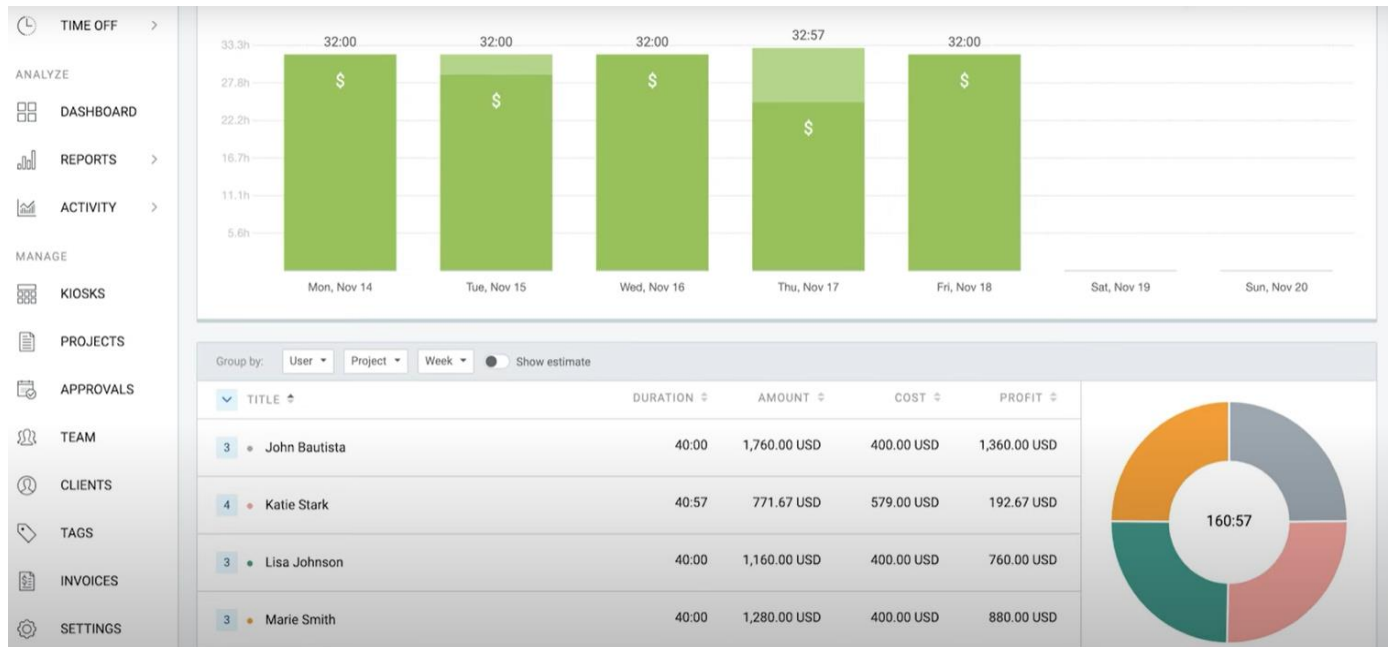 TIME OFF
ANALYZE
DASHBOARD
REPORTS
ACTIVITY
MANAGE
KIOSKS
PROJECTS
APPROVALS
TEAM
CLIENTS
TAGS
INVOICES
SETTINGS
33.3h
27.8h
22.2h
16.7h
11.1h
5.6h
32:00 32:00 32:00 32:57 32:00
$ $ $ $ $
Mon, Nov 14 Tue, Nov 15 Wed, Nov 16 Thu, Nov 17 Fri, Nov 18 Sat, Nov 19 Sun, Nov 20
Group by: User Project Week Show estimate
TITLE DURATION AMOUNT COST PROFIT
3 John Bautista 40:00 1,760.00 USD 400.00 USD 1,360.00 USD
4 Katie Stark 40:57 771.67 USD 579.00 USD 192.67 USD
3 Lisa Johnson 40:00 1,160.00 USD 400.00 USD 760.00 USD
3 Marie Smith 40:00 1,280.00 USD 400.00 USD 880.00 USD
160:57